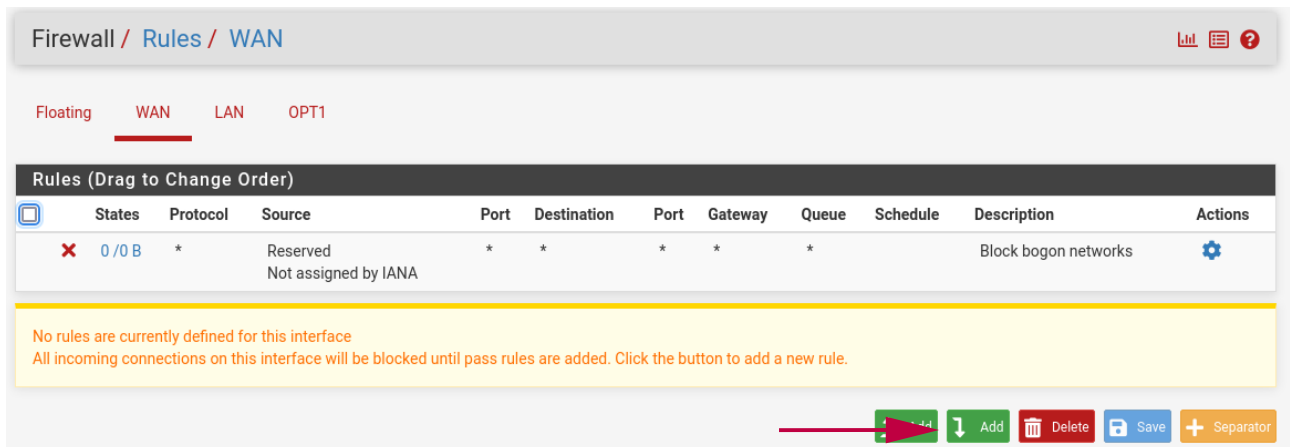 Firewall / Rules / WAN
Floating WAN LAN OPT1
Rules (Drag to Change Order)
States Protocol Source Port Destination Port Gateway Queue Schedule Description Actions
0 /0 B * Reserved * * * * * Block bogon networks
Not assigned by IANA
No rules are currently defined for this interface
All incoming connections on this interface will be blocked until pass rules are added. Click the button to add a new rule.
Add Delete Save Separator